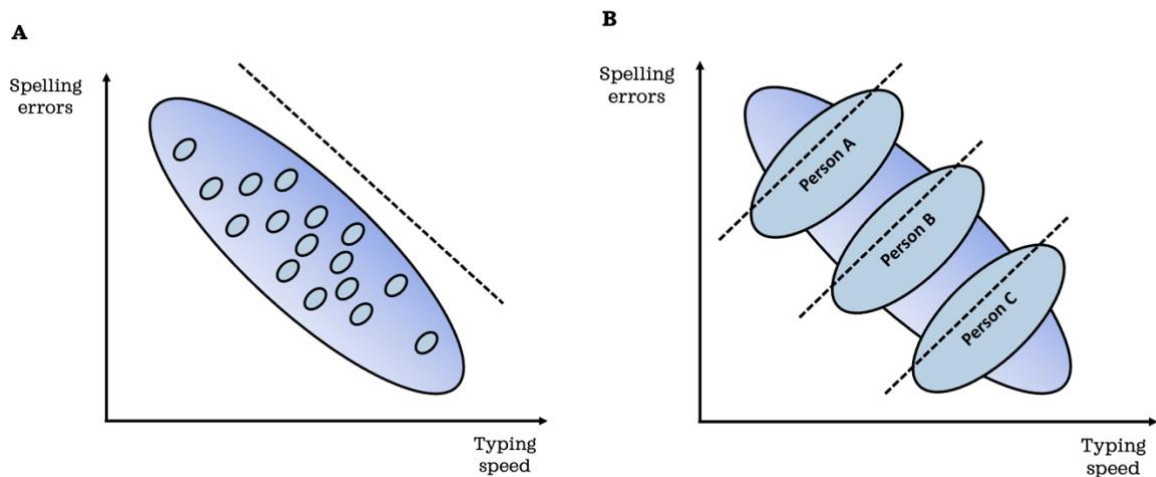 A
Spelling
errors
Typing
speed
B
Spelling
errors
Person A
Person B
Person C
Typing
speed